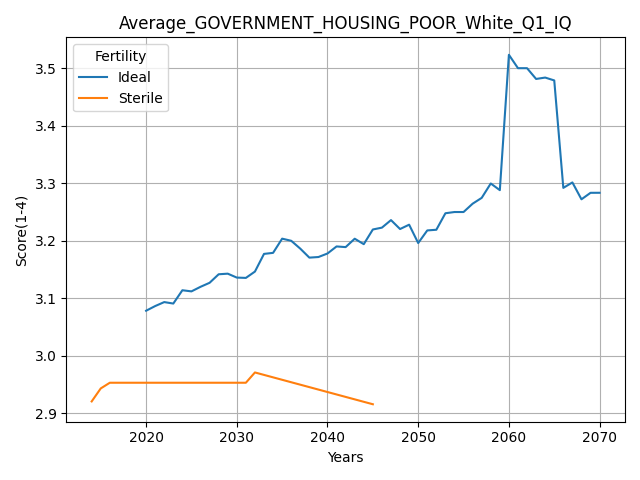 Average_GOVERNMENT_HOUSING_POOR_White_Q1_IQ
Fertility
Ideal
Sterile
3.5
3.4
3.3
3.2
3.1
3.0
2.9
Score(1-4)
2020 2030 2040 2050 2060 2070
Years